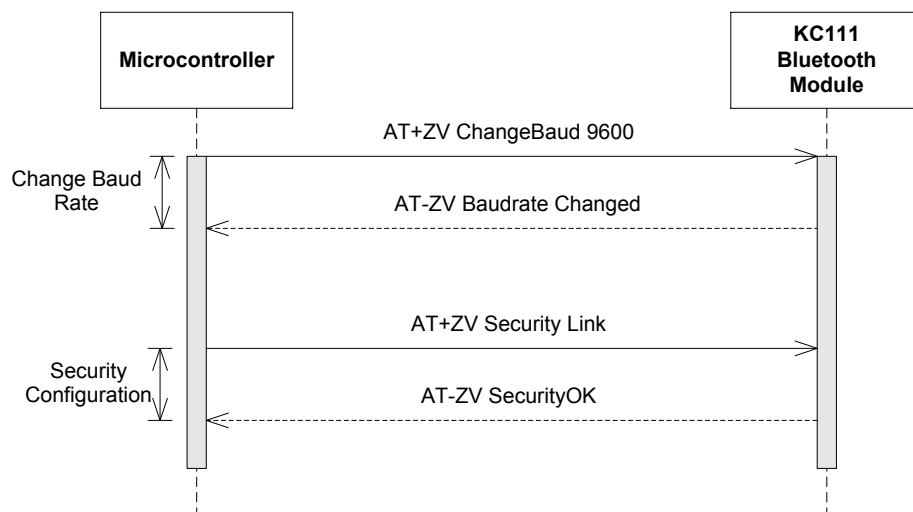 Microcontroller
KC111
Bluetooth
Module
AT+ZV ChangeBaud 9600
Change Baud
Rate
AT-ZV Baudrate Changed
AT+ZV Security Link
Security
Configuration
AT-ZV SecurityOK